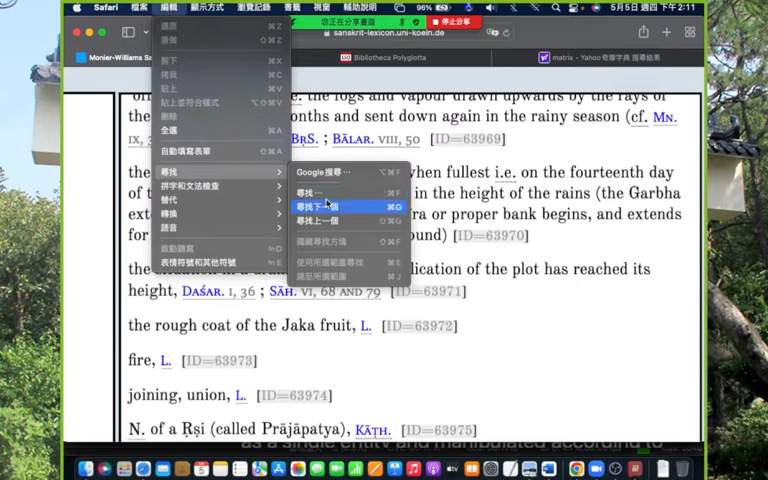 Safari 檔案 編輯 顯示方式 瀏覽記錄 書籤 視窗 輔助說明 96% 5月5日 週四 下午 2:11
您正在分享畫面 停止分享
sanskrit-lexicon.uni-koeln.de
Monier-Williams Sa Bibliotheca Polyglotta matrix - Yahoo奇摩字典 搜尋結果
還原 ⌘Z
重做 ⇧⌘Z
剪下 ⌘X
拷貝 ⌘C
貼上 ⌘V
貼上並符合樣式 ⌥⇧⌘V
刪除
全選 ⌘A
自動填寫表單 ⇧⌘A
尋找
拼字和文法檢查
替代
轉換
語音
啟動聽寫
表情符號和其他符號
Google搜尋⋯ ⌥⌘F
尋找⋯ ⌘F
尋找下一個 ⌘G
尋找上一個 ⇧⌘G
隱藏尋找方塊 ⇧⌘F
使用所選範圍尋找 ⌘E
跳至所選範圍 ⌘J
the fogs and vapour drawn upwards by the rays of
the onths and sent down again in the rainy season (cf. Mn.
IX, BṛS. ; Bālar. VIII, 50 [ID=63969]
the when fullest i.e. on the fourteenth day
of t in the height of the rains (the Garbha
exte ra or proper bank begins, and extends
for ound) [ID=63970]
the lication of the plot has reached its
height, Daśar. I, 36 ; Sāh. VI, 68 AND 79 [ID=63971]
the rough coat of the Jaka fruit, L. [ID=63972]
fire, L. [ID=63973]
joining, union, L. [ID=63974]
N. of a Ṛṣi (called Prājāpatya), Kāṭh. [ID=63975]
as a single entity and manipulated according to